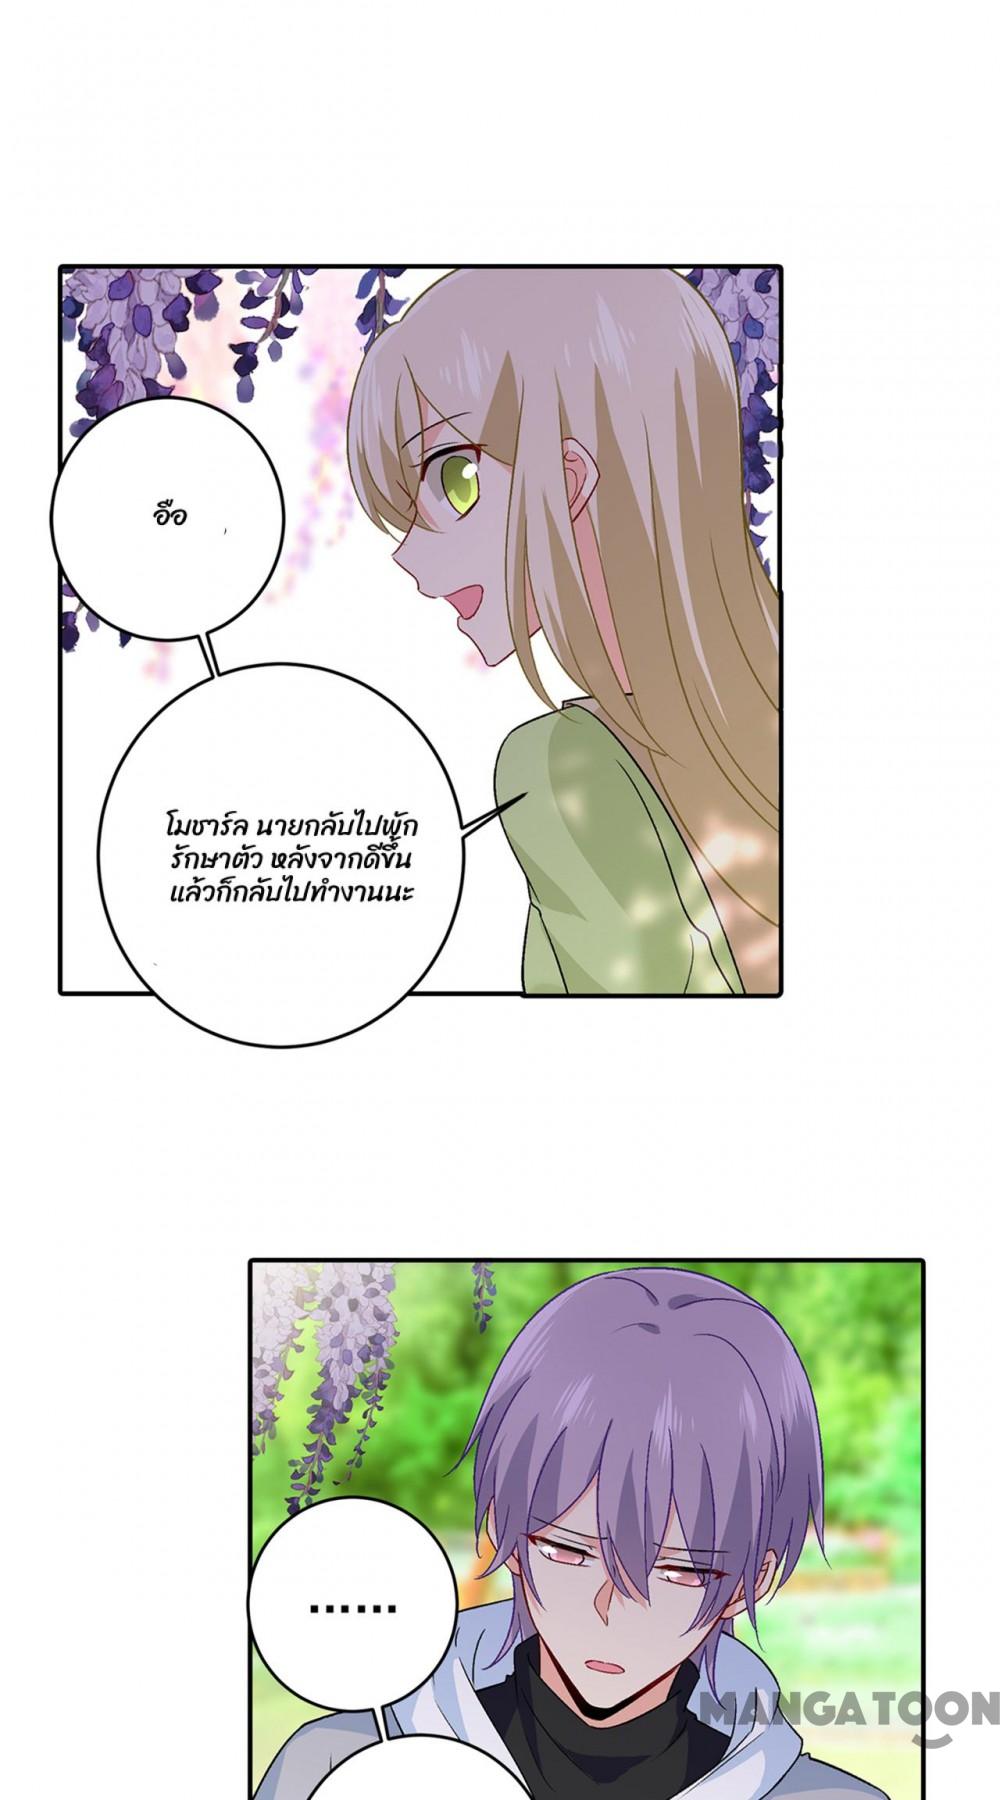 อือ
โมชาร์ล นายกลับไปพัก
รักษาตัว หลังจากดีขึ้น
แล้วก็กลับไปทำงานนะ
......
MANGATOON